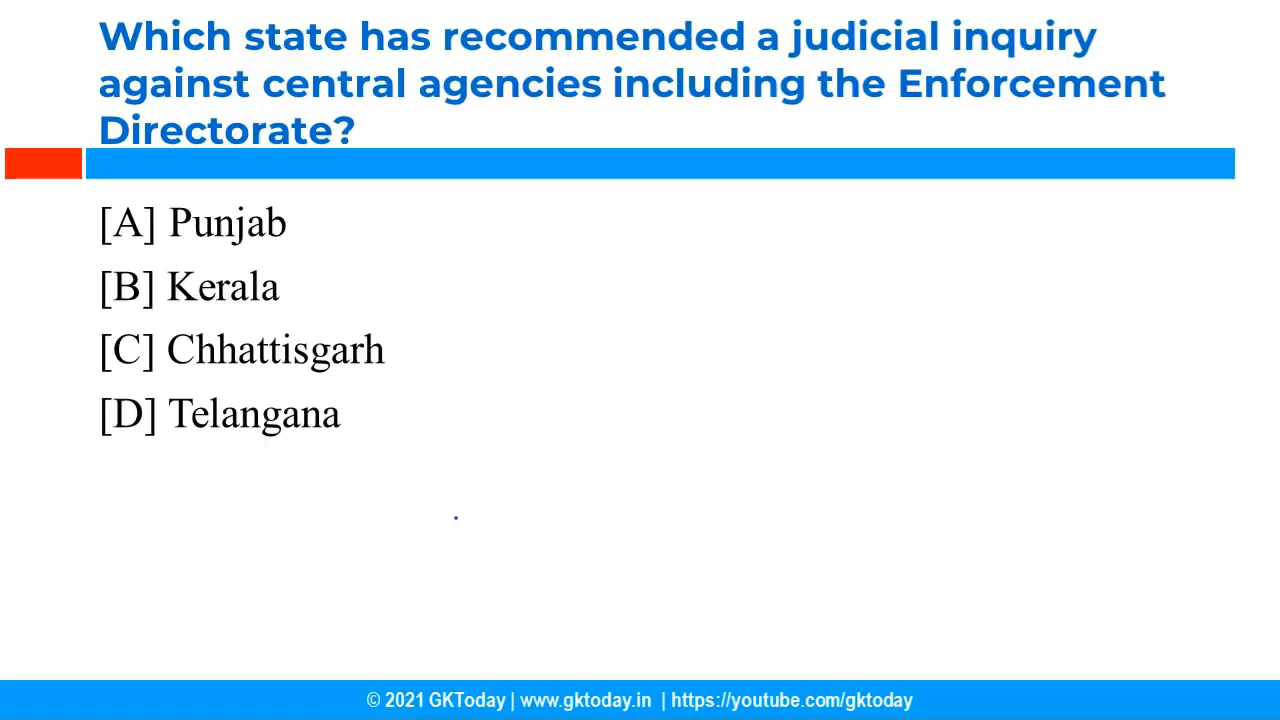 Which state has recommended a judicial inquiry
against central agencies including the Enforcement
Directorate?
[A] Punjab
[B] Kerala
[C] Chhattisgarh
[D] Telangana
© 2021 GKToday | www.gktoday.in | https://youtube.com/gktoday